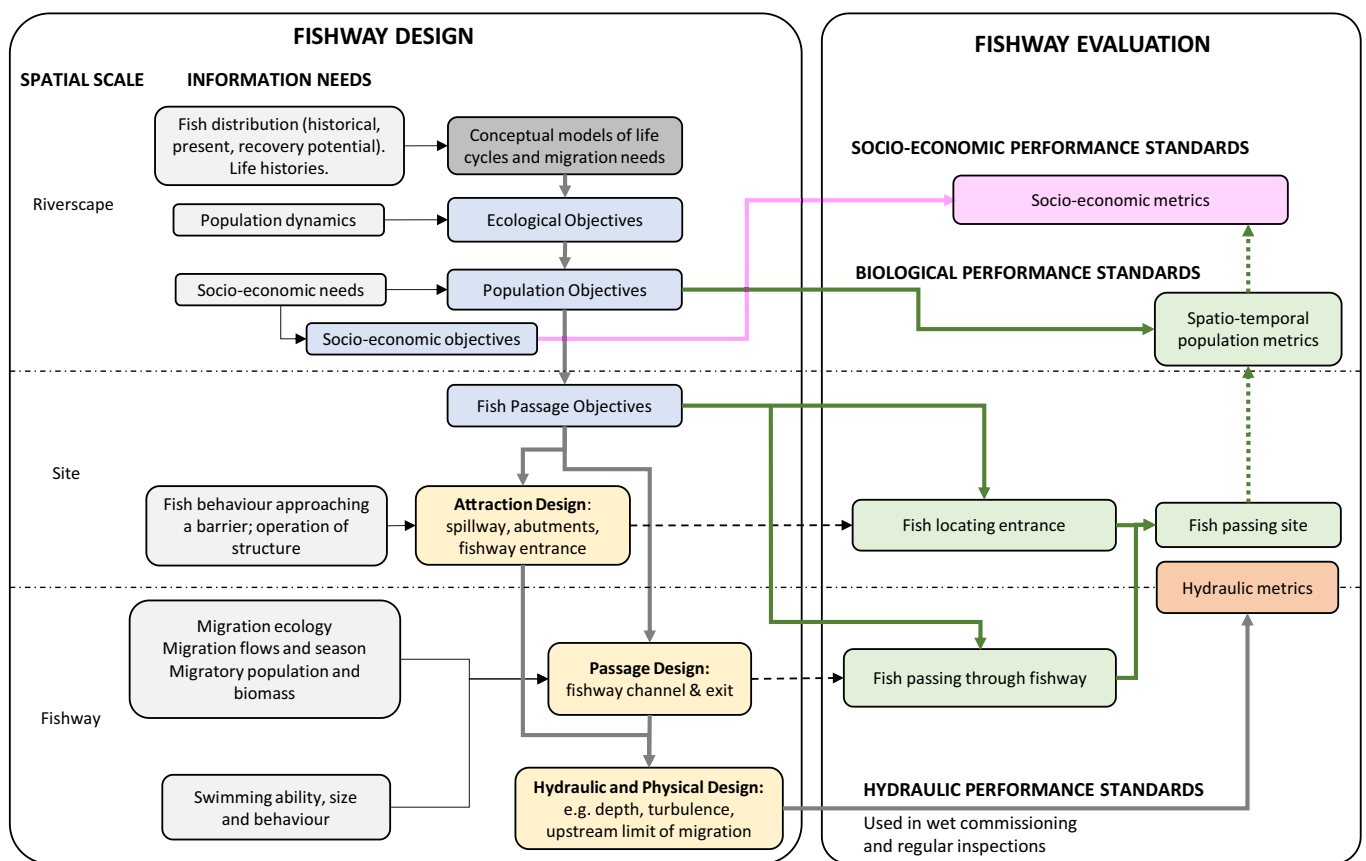 FISHWAY DESIGN
SPATIAL SCALE
INFORMATION NEEDS
Fish distribution (historical,
present, recovery potential).
Life histories.
Conceptual models of life
cycles and migration needs
Riverscape
Population dynamics
Ecological Objectives
Socio-economic needs
Population Objectives
Socio-economic objectives
Fish Passage Objectives
Site
Fish behaviour approaching
a barrier; operation of
structure
Attraction Design:
spillway, abutments,
fishway entrance
Migration ecology
Migration flows and season
Migratory population and
biomass
Passage Design:
fishway channel & exit
Fishway
Swimming ability, size
and behaviour
Hydraulic and Physical Design:
e.g. depth, turbulence,
upstream limit of migration
FISHWAY EVALUATION
SOCIO-ECONOMIC PERFORMANCE STANDARDS
Socio-economic metrics
BIOLOGICAL PERFORMANCE STANDARDS
Spatio-temporal
population metrics
Fish locating entrance
Fish passing site
Hydraulic metrics
Fish passing through fishway
HYDRAULIC PERFORMANCE STANDARDS
Used in wet commissioning
and regular inspections